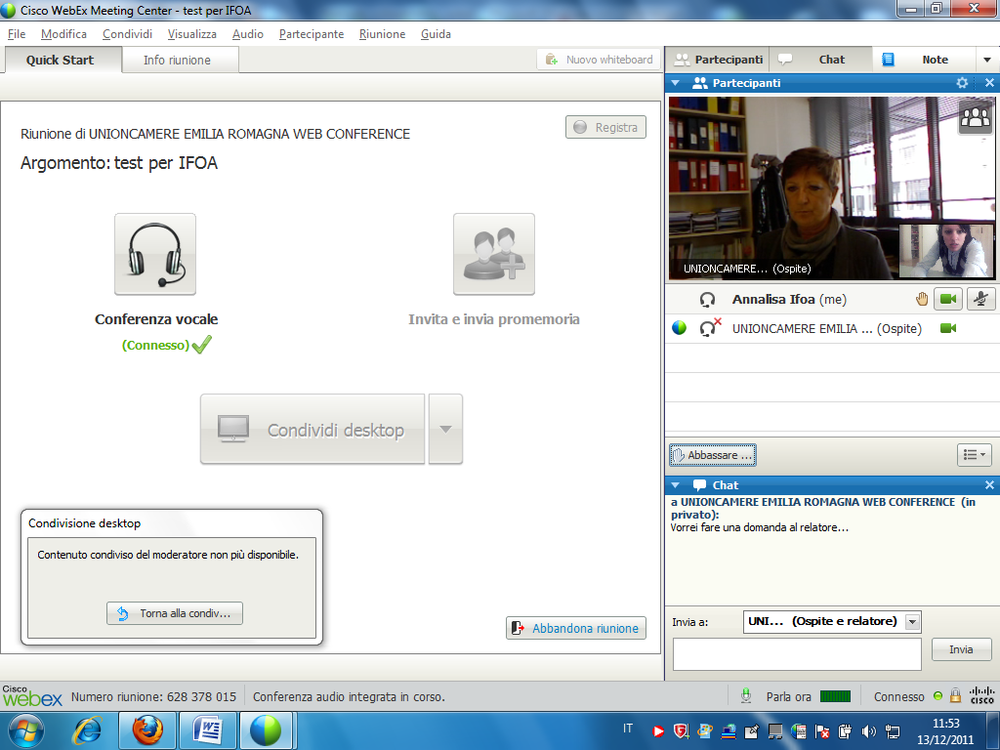 Cisco WebEx Meeting Center - test per IFOA
File Modifica Condividi Visualizza Audio Partecipante Riunione Guida
Quick Start Info riunione Nuovo whiteboard
Riunione di UNIONCAMERE EMILIA ROMAGNA WEB CONFERENCE
Registra
Argomento: test per IFOA
Conferenza vocale
(Connesso)
Invita e invia promemoria
Condividi desktop
Condivisione desktop
Contenuto condiviso del moderatore non più disponibile.
Torna alla condiv...
Abbandona riunione
Partecipanti Chat Note
Partecipanti
UNIONCAMERE... (Ospite)
Annalisa Ifoa (me)
UNIONCAMERE EMILIA ... (Ospite)
Abbassare ...
Chat
a UNIONCAMERE EMILIA ROMAGNA WEB CONFERENCE (in
privato):
Vorrei fare una domanda al relatore...
Invia a: UNI... (Ospite e relatore)
Invia
Cisco
webex Numero riunione: 628 378 015 Conferenza audio integrata in corso. Parla ora Connesso
CISCO
IT
11:53
13/12/2011